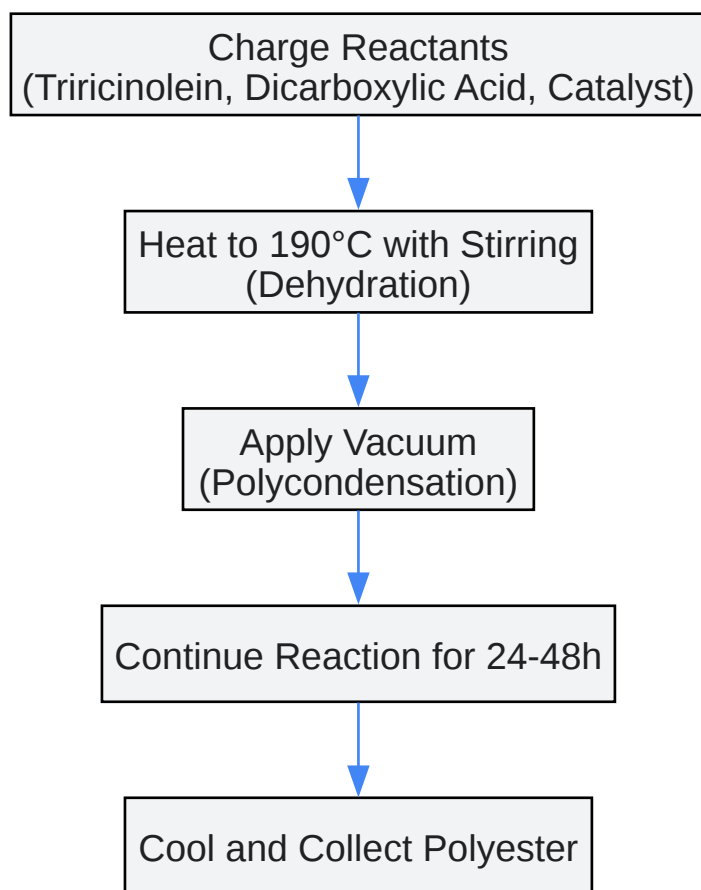 Charge Reactants
(Triricinolein, Dicarboxylic Acid, Catalyst)
Heat to 190°C with Stirring
(Dehydration)
Apply Vacuum
(Polycondensation)
Continue Reaction for 24-48h
Cool and Collect Polyester